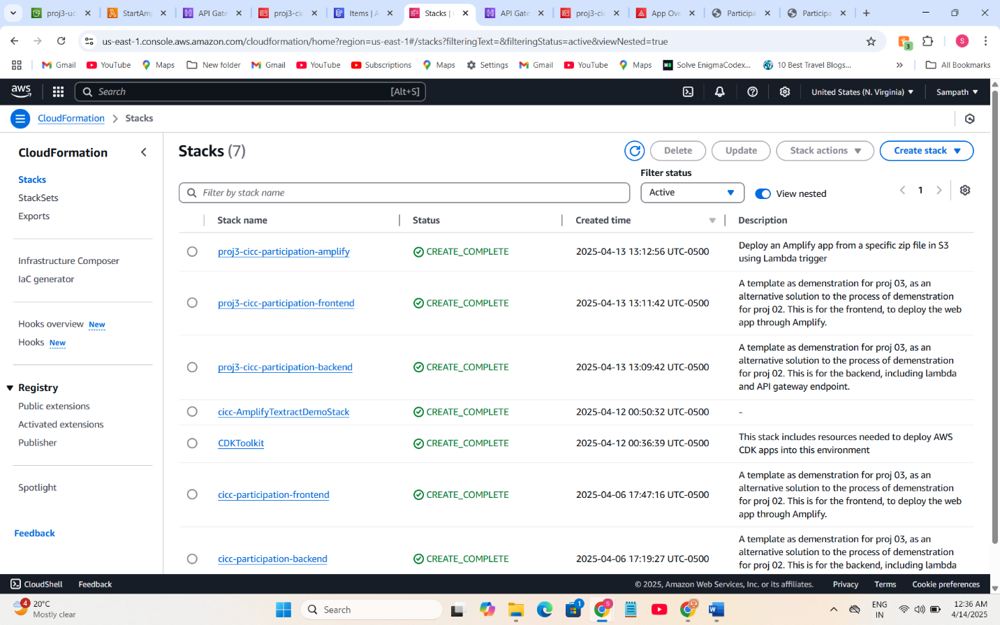 proj3-uc
StartAm
API Gate
proj3-cic
Items | A
Stacks |
API Gate
proj3-cic
App Ove
Participa
Participa
us-east-1.console.aws.amazon.com/cloudformation/home?region=us-east-1#/stacks?filteringText=&filteringStatus=active&viewNested=true
3
S
Gmail
YouTube
Maps
New folder
Gmail
YouTube
Subscriptions
Maps
Settings
Gmail
YouTube
Maps
Solve EnigmaCodex...
10 Best Travel Blogs...
All Bookmarks
aws
Search
[Alt+S]
United States (N. Virginia)
Sampath
CloudFormation
Stacks
CloudFormation
Stacks
StackSets
Exports
Infrastructure Composer
IaC generator
Hooks overview New
Hooks New
Registry
Public extensions
Activated extensions
Publisher
Spotlight
Feedback
Stacks (7)
Delete
Update
Stack actions
Create stack
Filter status
Filter by stack name
Active
View nested
1
Stack name
Status
Created time
Description
proj3-cicc-participation-amplify
CREATE_COMPLETE
2025-04-13 13:12:56 UTC-0500
Deploy an Amplify app from a specific zip file in S3
using Lambda trigger
proj3-cicc-participation-frontend
CREATE_COMPLETE
2025-04-13 13:11:42 UTC-0500
A template as demenstration for proj 03, as an
alternative solution to the process of demenstration
for proj 02. This is for the frontend, to deploy the web
app through Amplify.
proj3-cicc-participation-backend
CREATE_COMPLETE
2025-04-13 13:09:42 UTC-0500
A template as demenstration for proj 03, as an
alternative solution to the process of demenstration
for proj 02. This is for the backend, including lambda
and API gateway endpoint.
cicc-AmplifyTextractDemoStack
CREATE_COMPLETE
2025-04-12 00:50:32 UTC-0500
-
CDKToolkit
CREATE_COMPLETE
2025-04-12 00:36:39 UTC-0500
This stack includes resources needed to deploy AWS
CDK apps into this environment
cicc-participation-frontend
CREATE_COMPLETE
2025-04-06 17:47:16 UTC-0500
A template as demenstration for proj 03, as an
alternative solution to the process of demenstration
for proj 02. This is for the frontend, to deploy the web
app through Amplify.
cicc-participation-backend
CREATE_COMPLETE
2025-04-06 17:19:27 UTC-0500
A template as demenstration for proj 03, as an
alternative solution to the process of demenstration
for proj 02. This is for the backend, including lambda
CloudShell
Feedback
© 2025, Amazon Web Services, Inc. or its affiliates.
Privacy
Terms
Cookie preferences
4
20°C
Mostly clear
Search
1
S
ENG
IN
12:36 AM
4/14/2025